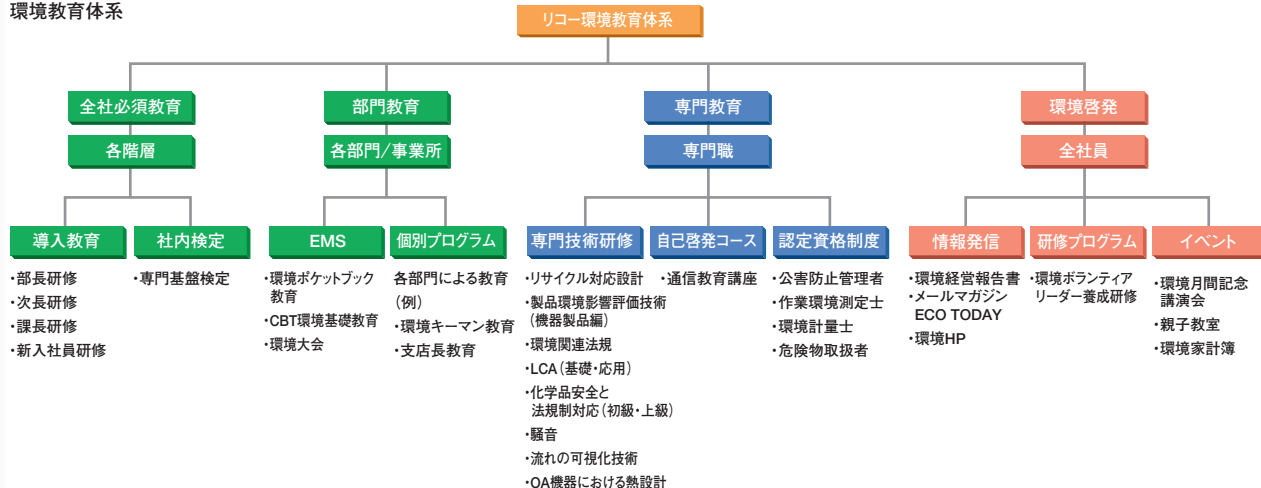 環境教育体系
リコー環境教育体系
全社必須教育
各階層
導入教育
・部長研修
・次長研修
・課長研修
・新入社員研修
社内検定
・専門基盤検定
部門教育
各部門/事業所
EMS
・環境ポケットブック
教育
・CBT環境基礎教育
・環境大会
個別プログラム
各部門による教育
(例)
・環境キーマン教育
・支店長教育
専門教育
専門職
専門技術研修
・リサイクル対応設計
・製品環境影響評価技術
(機器製品編)
・環境関連法規
・LCA(基礎・応用)
・化学品安全と
法規制対応(初級・上級)
・騒音
・流れの可視化技術
・OA機器における熱設計
自己啓発コース
・通信教育講座
認定資格制度
・公害防止管理者
・作業環境測定士
・環境計量士
・危険物取扱者
環境啓発
全社員
情報発信
・環境経営報告書
・メールマガジン
ECO TODAY
・環境HP
研修プログラム
・環境ボランティア
リーダー養成研修
イベント
・環境月間記念
講演会
・親子教室
・環境家計簿